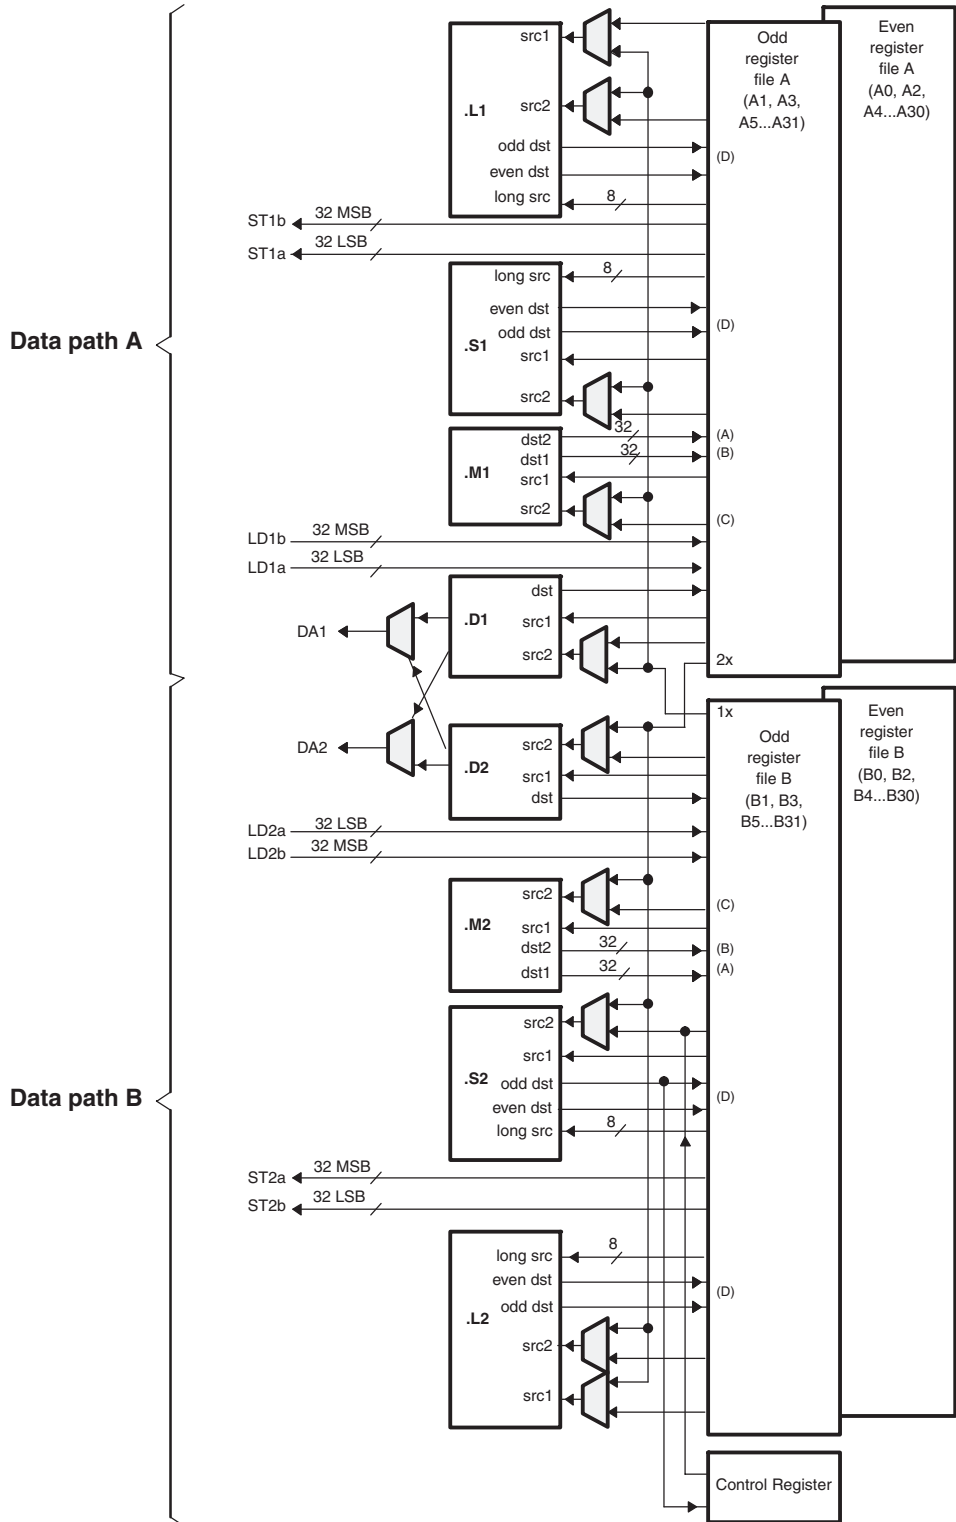 src1
Odd
register
file A
(A1, A3,
A5...A31)
Even
register
file A
(A0, A2,
A4...A30)
.L1
src2
odd dst
(D)
even dst
long src
8
ST1b
32 MSB
ST1a
32 LSB
long src
8
even dst
(D)
odd dst
.S1
src1
Data path A
src2
32
dst2
(A)
32
dst1
(B)
.M1
src1
src2
(C)
LD1b
32 MSB
LD1a
32 LSB
dst
.D1
src1
DA1
src2
2x
1x
Odd
register
file B
(B1, B3,
B5...B31)
Even
register
file B
(B0, B2,
B4...B30)
DA2
src2
.D2
src1
dst
LD2a
32 LSB
LD2b
32 MSB
src2
(C)
.M2
src1
dst2
32
(B)
dst1
32
(A)
src2
src1
.S2
odd dst
(D)
even dst
long src
8
Data path B
ST2a
32 MSB
ST2b
32 LSB
long src
8
even dst
(D)
odd dst
.L2
src2
src1
Control Register